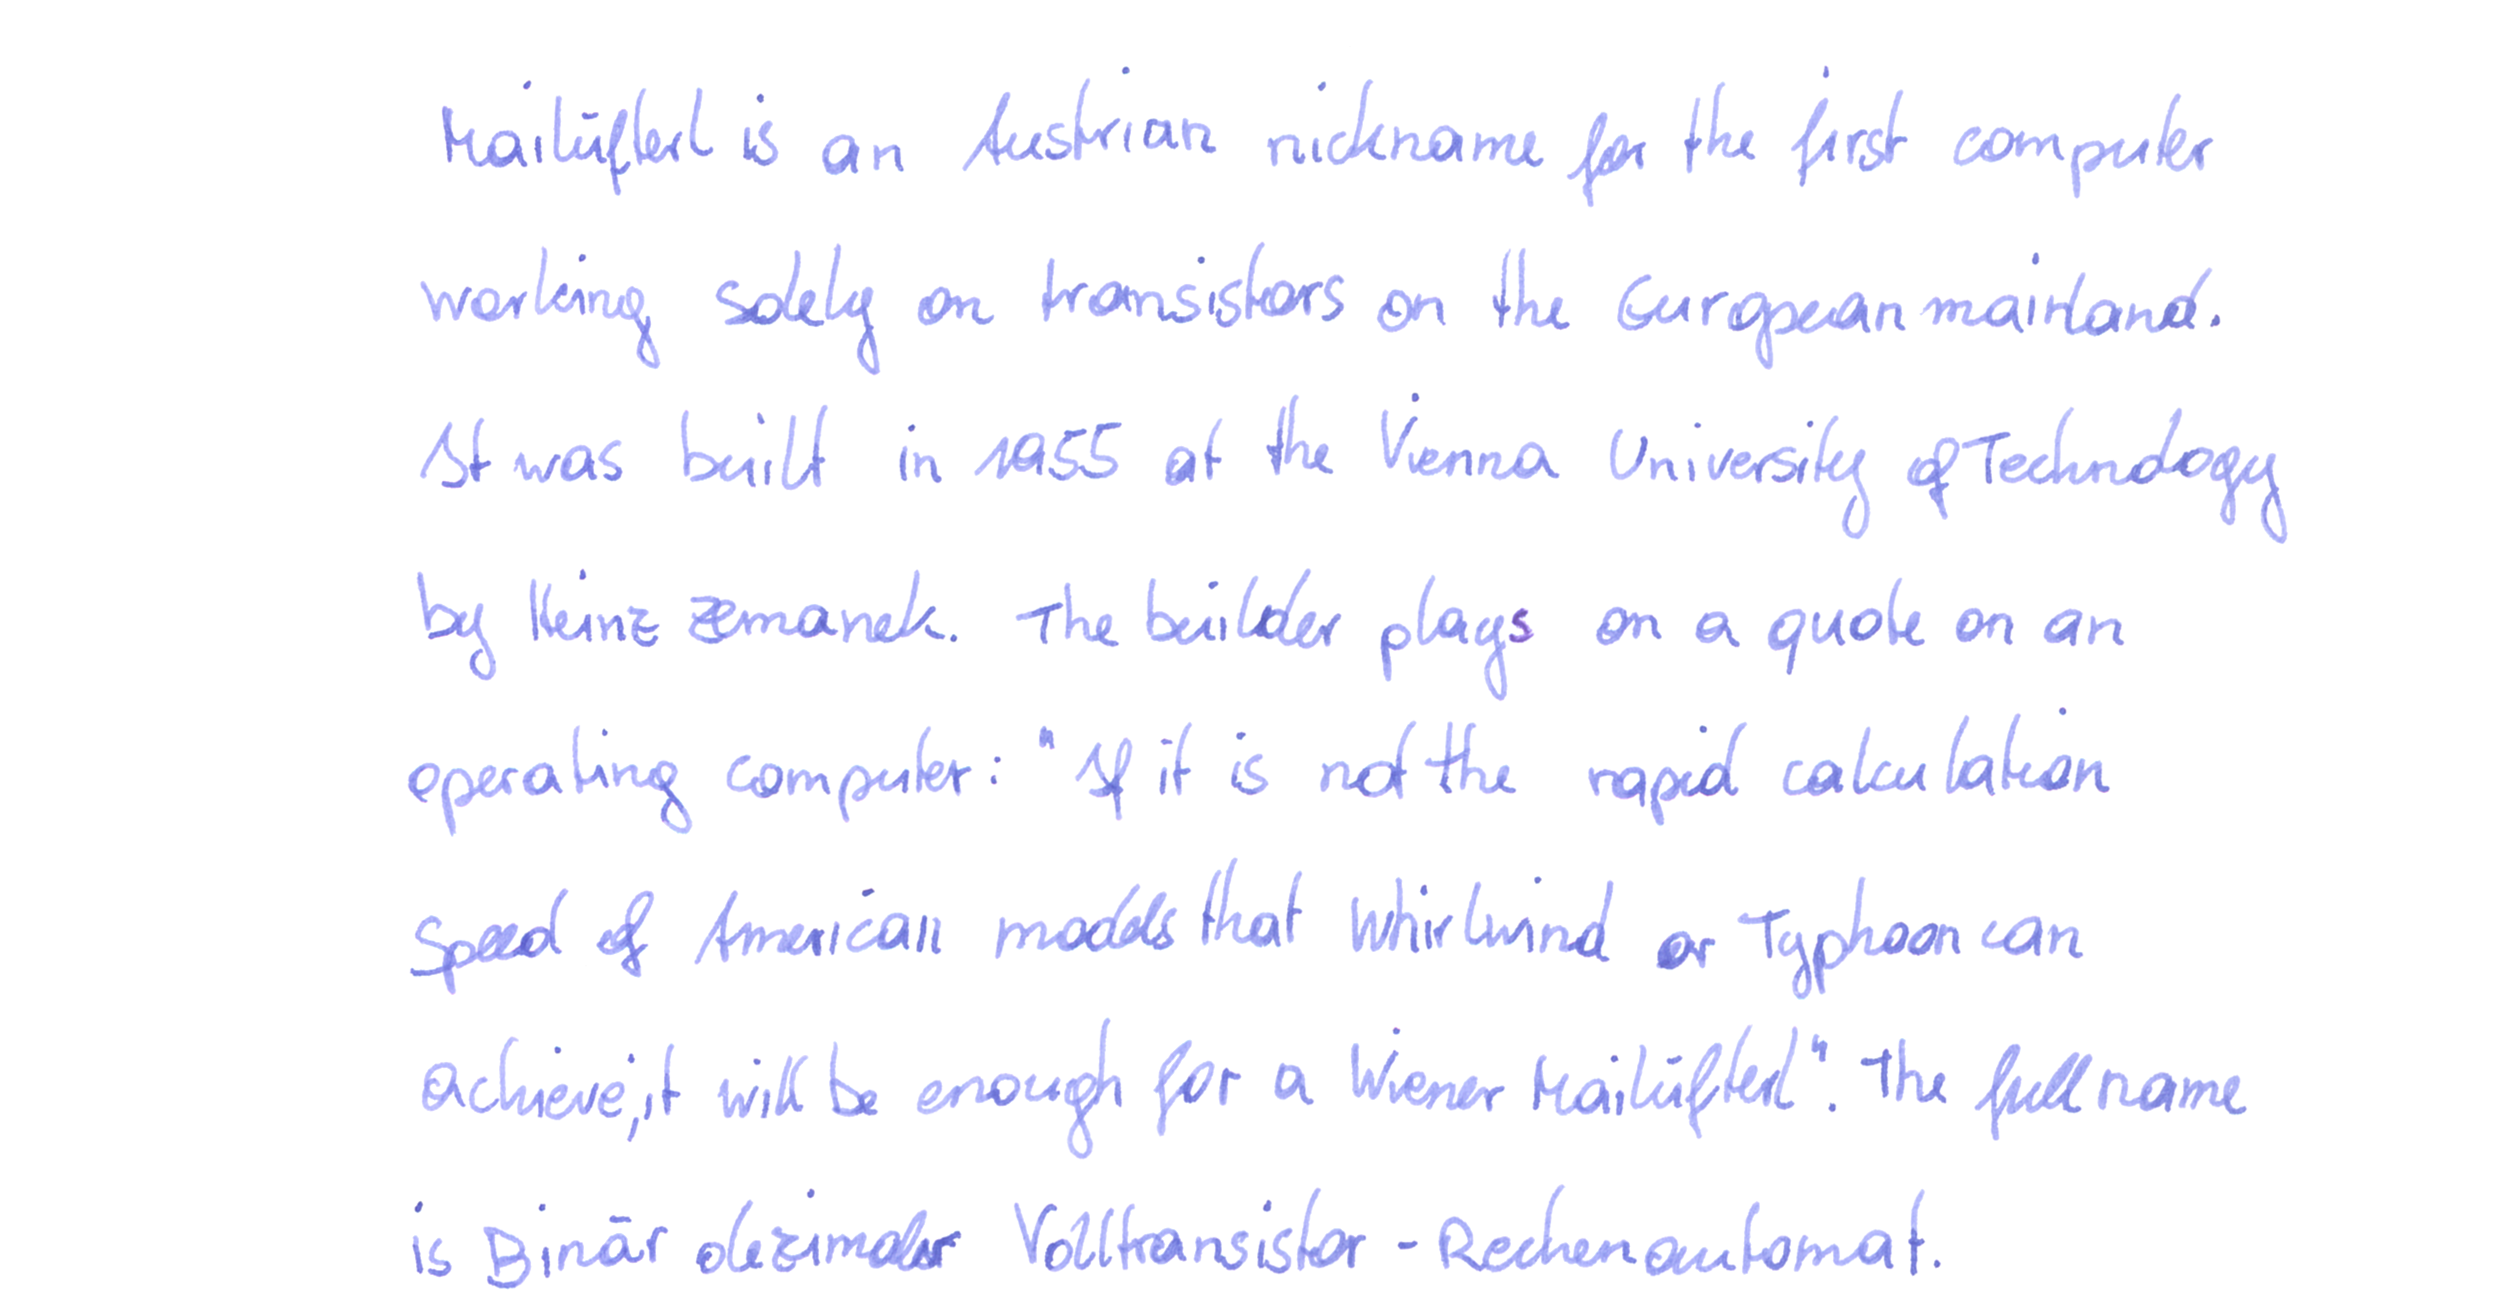 Mailüfterl is an Austrian nickname for the first computer
working solely on transistors on the European mainland.
It was built in 1955 at the Vienna University of Technology
by Heinz Zemanek. The builder plays on a quote on an
operating computer: "If it is not the rapid calculation
speed of American models that Whirlwind or Typhoon can
achieve, it will be enough for a Wiener Mailüfterl". The full name
is Binär dezimaler Volltransistor-Rechenautomat.